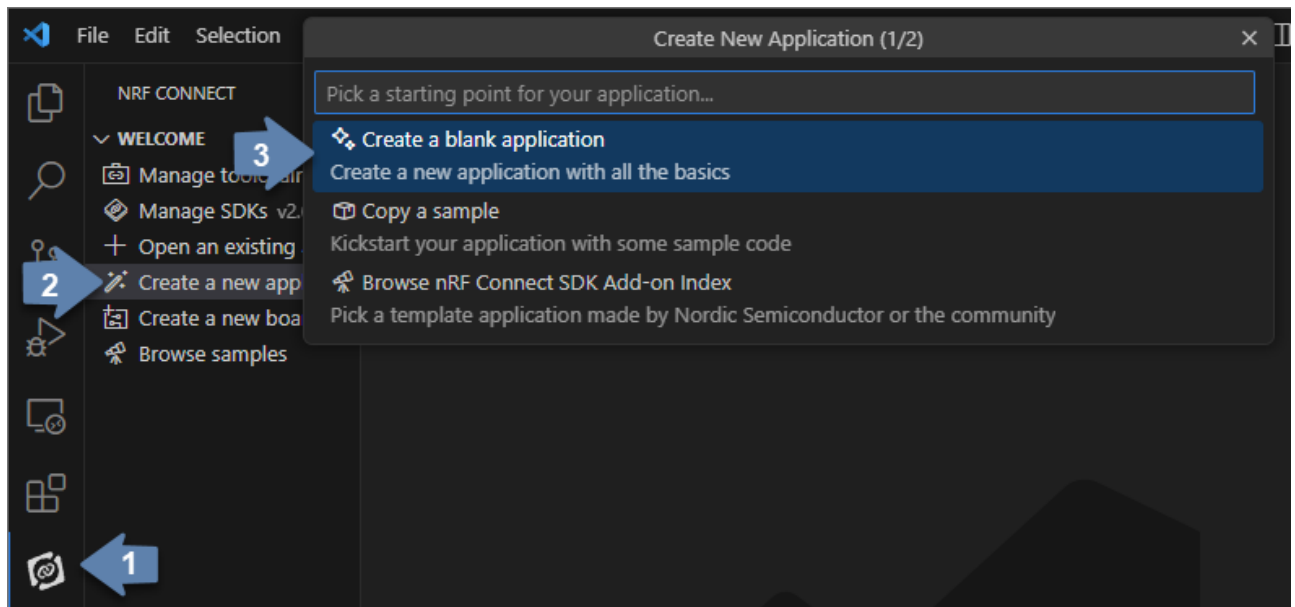 File Edit Selection
Create New Application (1/2)
NRF CONNECT
Pick a starting point for your application...
WELCOME
3
Create a blank application
Manage
Create a new application with all the basics
Manage SDKs
Copy a sample
Open an existing
Kickstart your application with some sample code
2
Create a new app
Browse nRF Connect SDK Add-on Index
Create a new boa
Pick a template application made by Nordic Semiconductor or the community
Browse samples
1